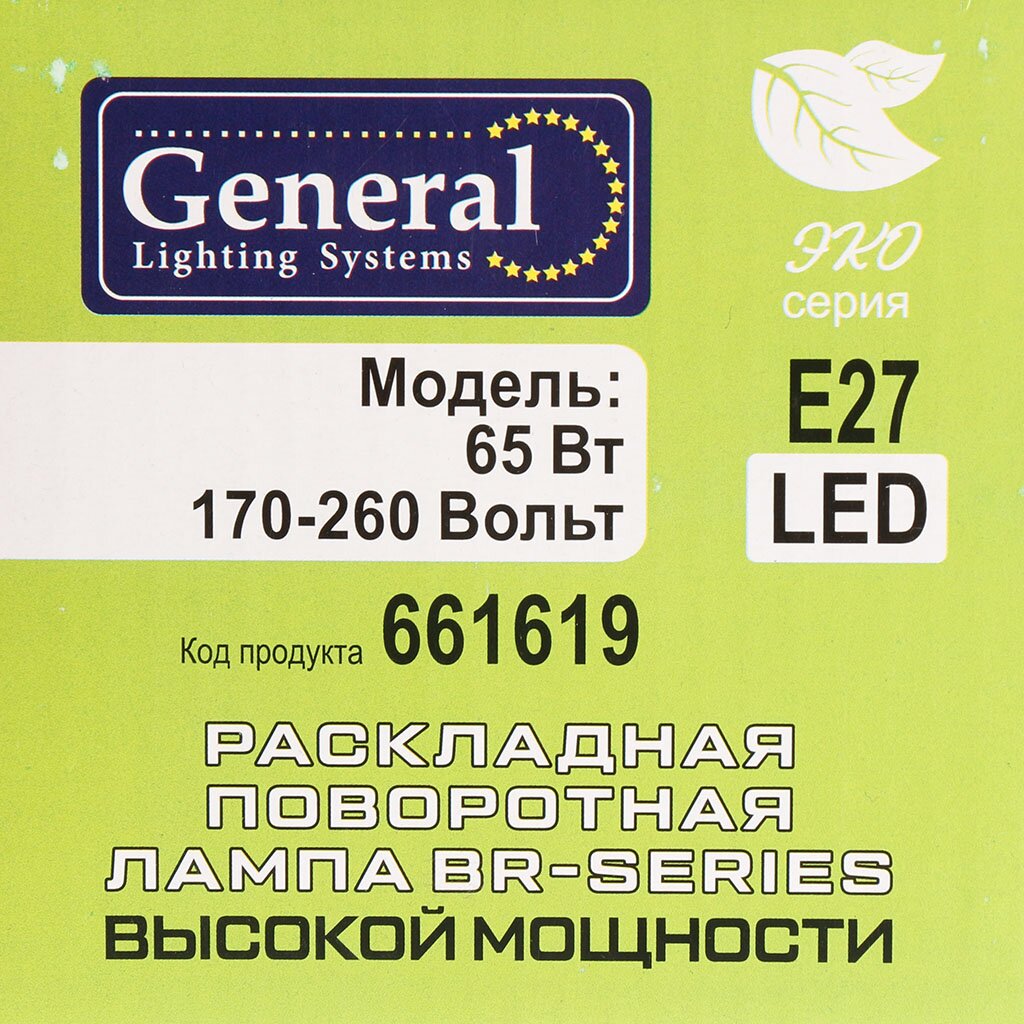 General
Lighting Systems
ЭКО
серия
Модель:
65 Вт
170-260 Вольт
E27
LED
Код продукта 661619
РАСКЛАДНАЯ
ПОВОРОТНАЯ
ЛАМПА BR-SERIES
ВЫСОКОЙ МОЩНОСТИ